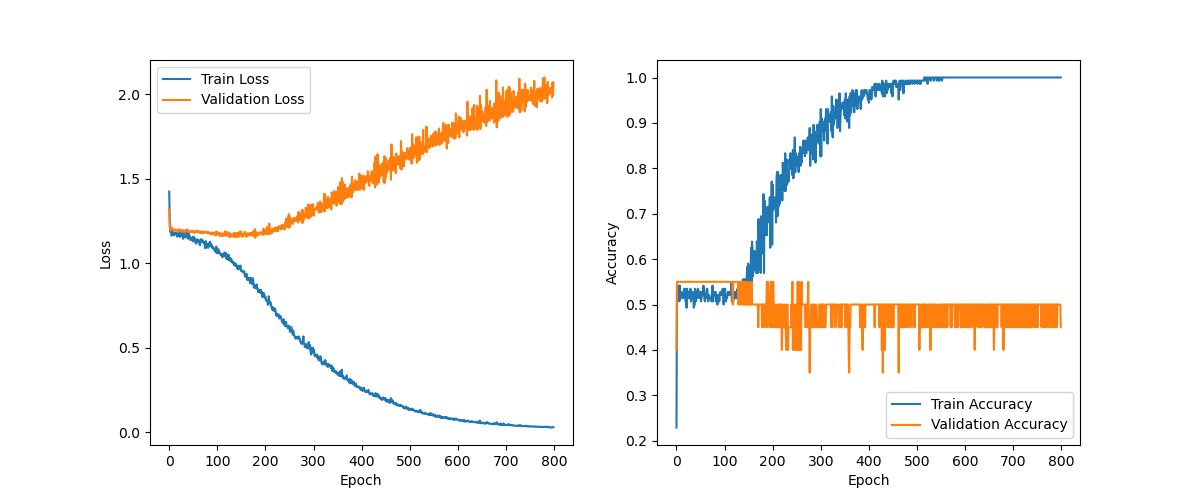 Train Loss
Validation Loss
2.0
1.5
1.0
0.5
0.0
Loss
0 100 200 300 400 500 600 700 800
Epoch
1.0
0.9
0.8
0.7
0.6
0.5
0.4
0.3
0.2
Accuracy
Train Accuracy
Validation Accuracy
0 100 200 300 400 500 600 700 800
Epoch